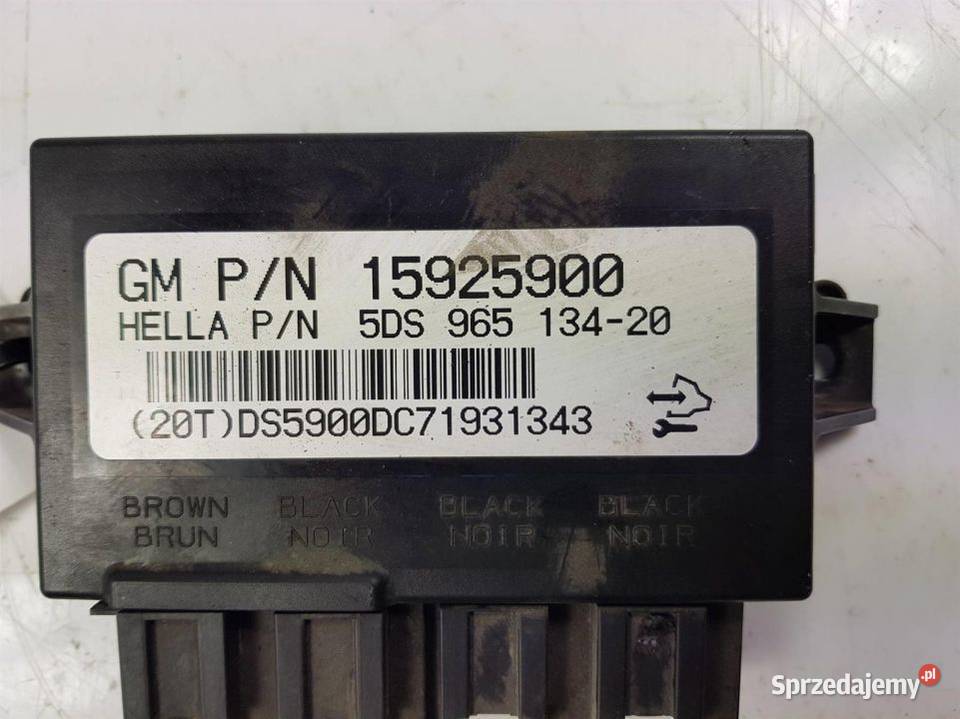 GM P/N 15925900
HELLA P/N 5DS 965 134-20
(20T)DS5900DC71931343
BROWN BLACK BLACK BLACK
BRUN NOIR NOIR NOIR
Sprzedajemy.pl